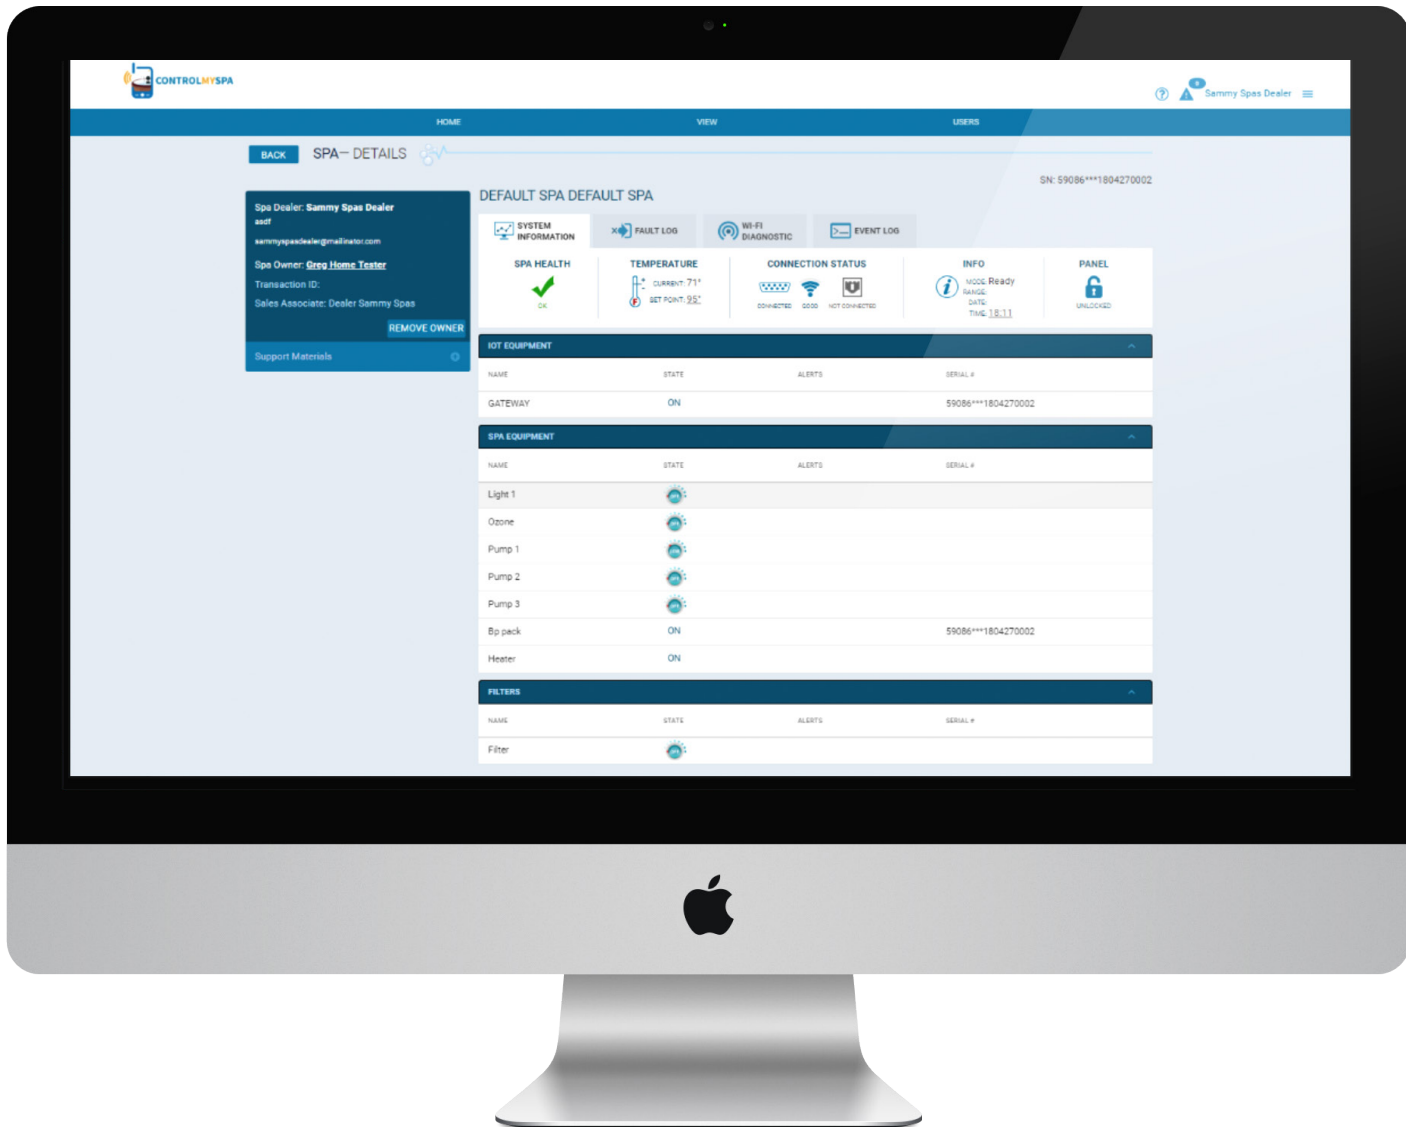 CONTROLMYSPA
Sammy Spas Dealer
HOME VIEW USERS
BACK SPA— DETAILS
SN: 59086***1804270002
Spa Dealer: Sammy Spas Dealer
asdf
sammyspasdealer@mailinator.com
Spa Owner: Greg Home Tester
Transaction ID:
Sales Associate: Dealer Sammy Spas
REMOVE OWNER
Support Materials
DEFAULT SPA DEFAULT SPA
SYSTEM INFORMATION
FAULT LOG
WI-FI DIAGNOSTIC
EVENT LOG
SPA HEALTH
OK
TEMPERATURE
F
CURRENT: 71°
SET POINT: 95°
CONNECTION STATUS
CONNECTED GOOD NOT CONNECTED
INFO
MODE: Ready
RANGE:
DATE:
TIME: 18:11
PANEL
UNLOCKED
IOT EQUIPMENT
NAME STATE ALERTS SERIAL #
GATEWAY ON 59086***1804270002
SPA EQUIPMENT
NAME STATE ALERTS SERIAL #
Light 1
Ozone
Pump 1
Pump 2
Pump 3
Bp pack ON 59086***1804270002
Heater ON
FILTERS
NAME STATE ALERTS SERIAL #
Filter